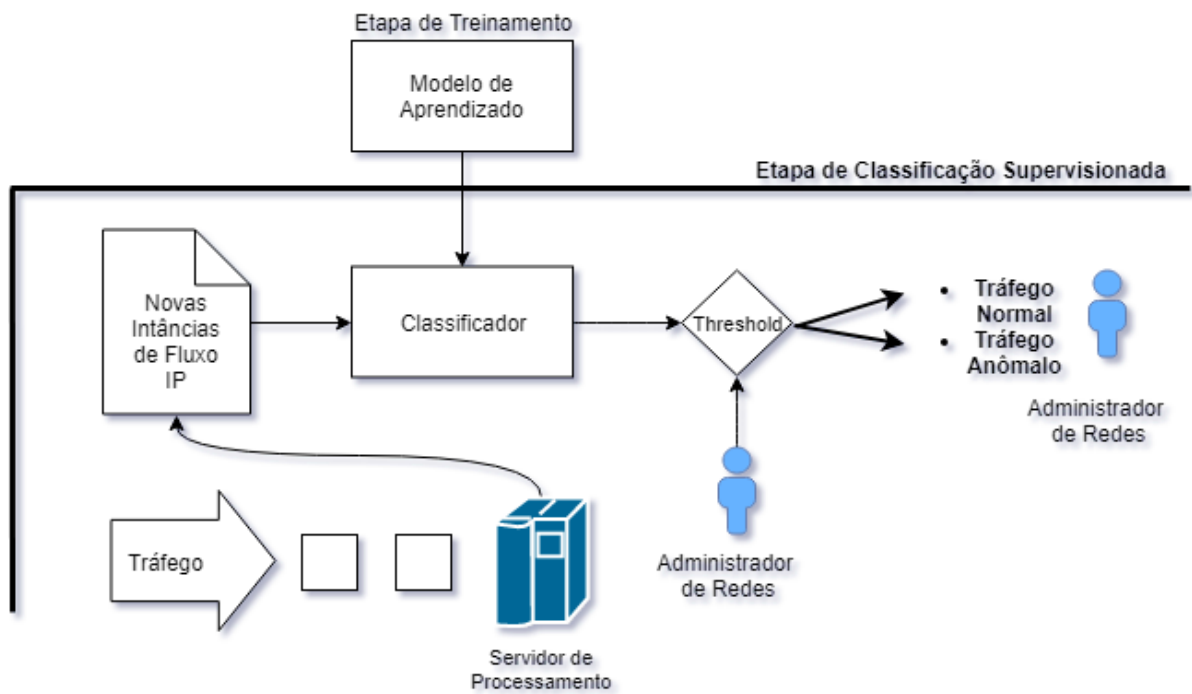 Etapa de Treinamento
Modelo de
Aprendizado
Etapa de Classificação Supervisionada
Novas
Intâncias
de Fluxo
IP
Classificador
Threshold
• Tráfego
Normal
• Tráfego
Anômalo
Administrador
de Redes
Tráfego
Administrador
de Redes
Servidor de
Processamento